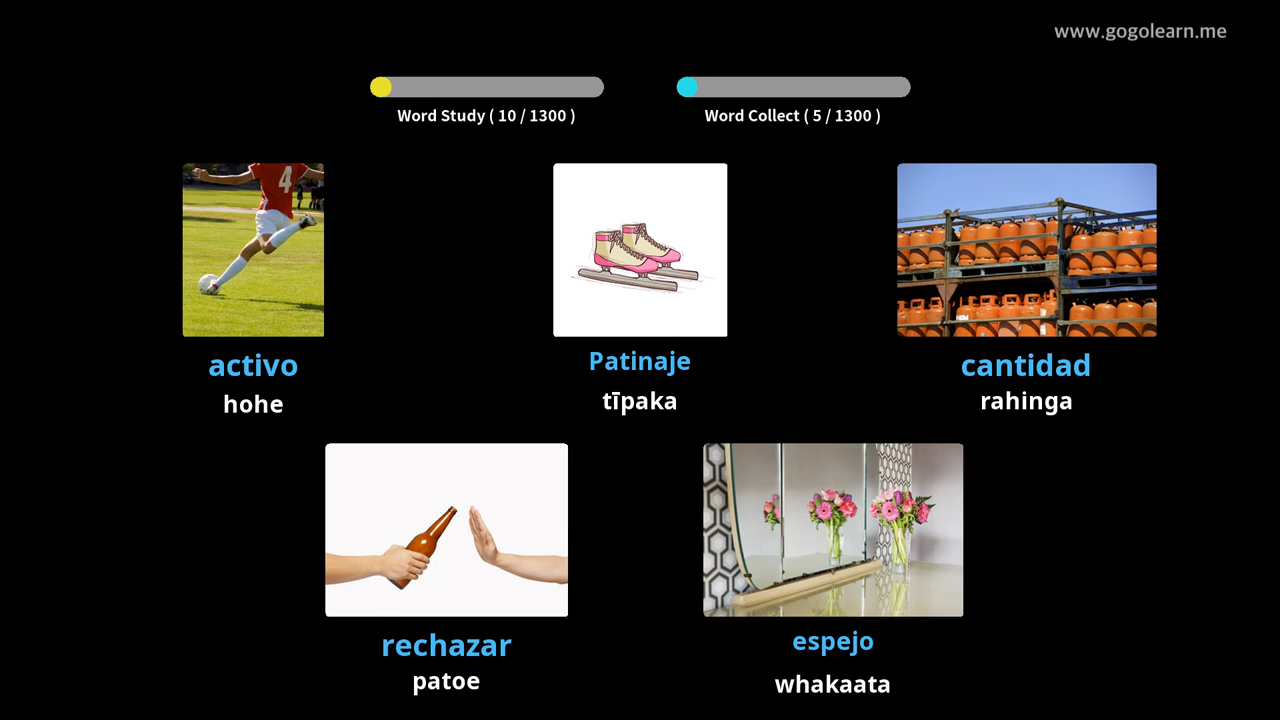 www.gogolearn.me
Word Study ( 10 / 1300 )
Word Collect ( 5 / 1300 )
4
activo
hohe
Patinaje
tīpaka
cantidad
rahinga
rechazar
patoe
espejo
whakaata